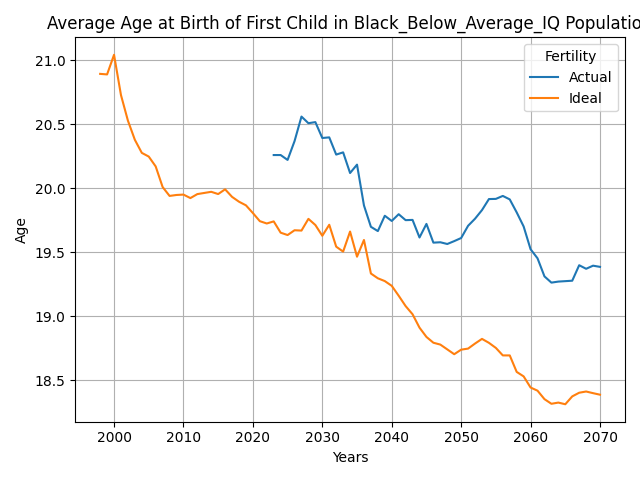 Average Age at Birth of First Child in Black_Below_Average_IQ Populatio
Fertility
Actual
Ideal
21.0
20.5
20.0
19.5
19.0
18.5
Age
2000 2010 2020 2030 2040 2050 2060 2070
Years